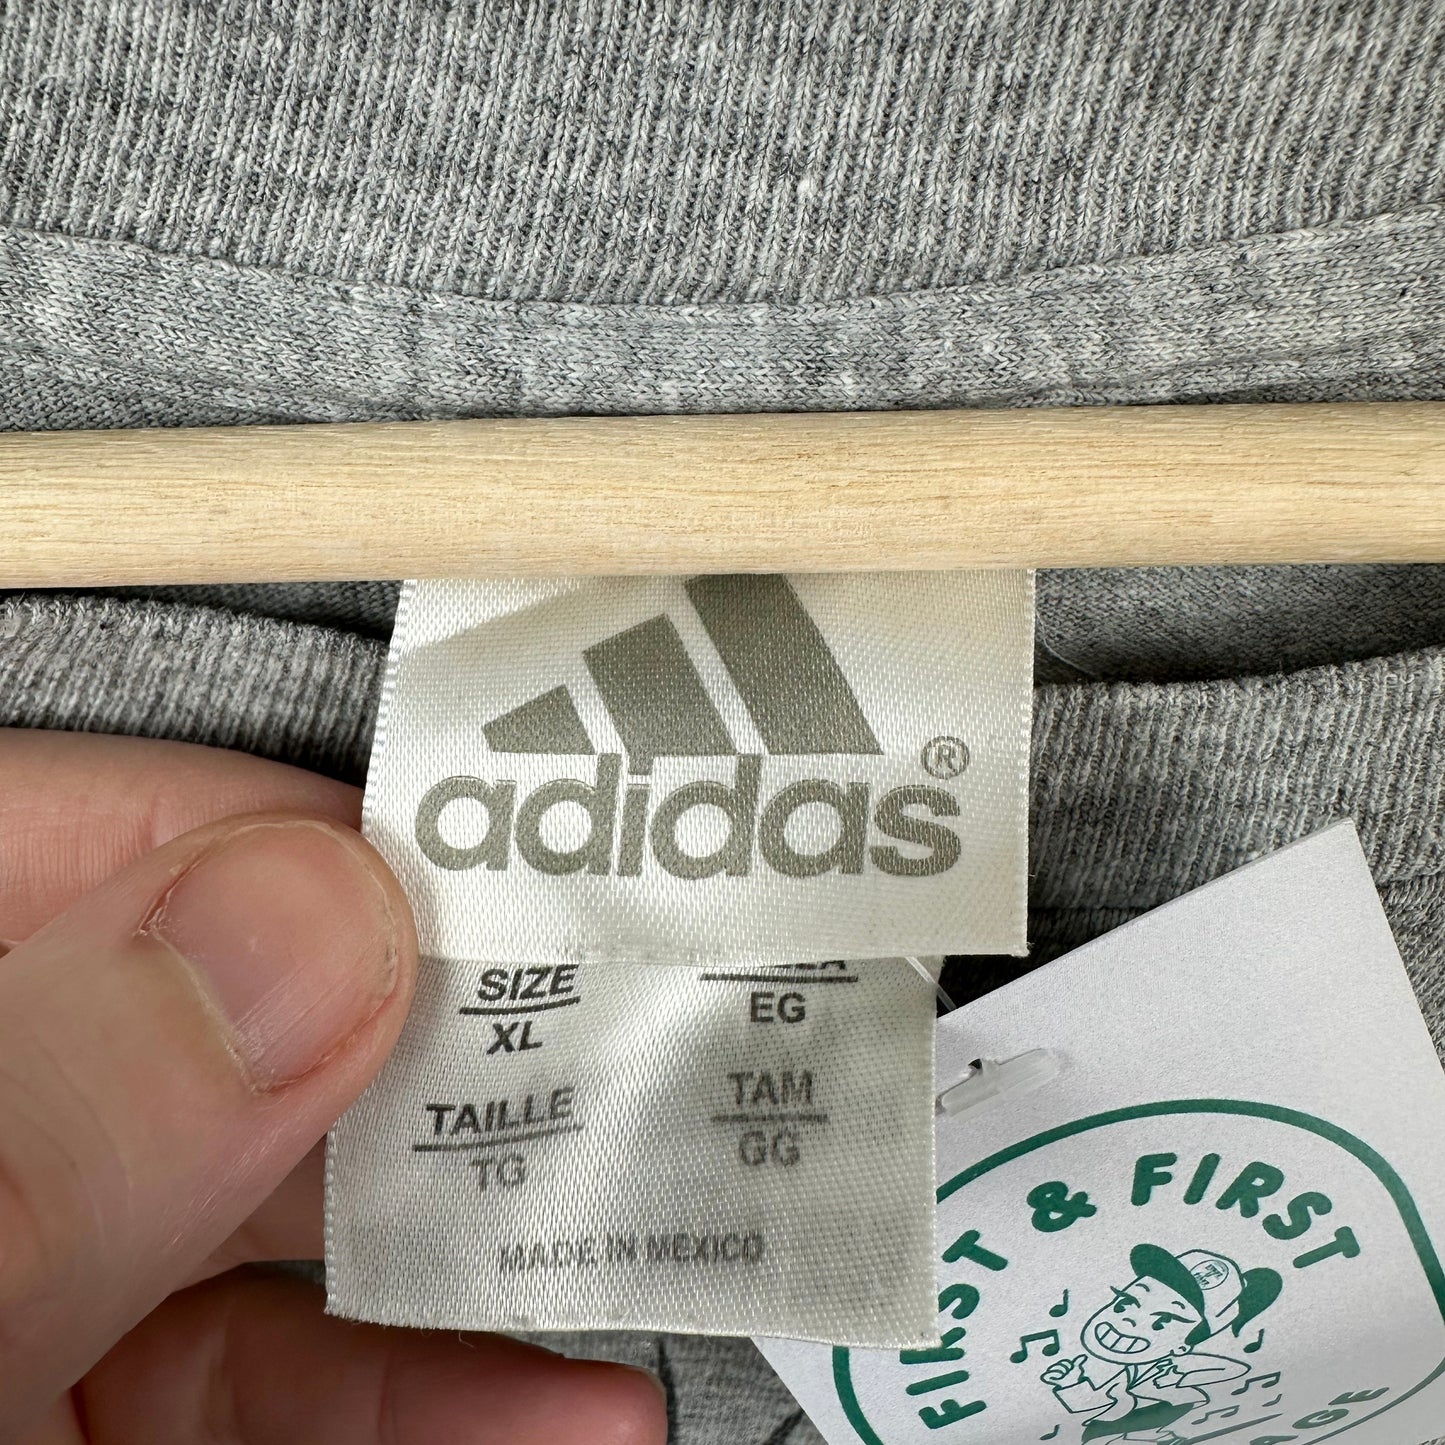 adidas®
SIZE
XL
EG
TAILLE
TG
TAM
GG
MADE IN MEXICO
FIRST & FIRST